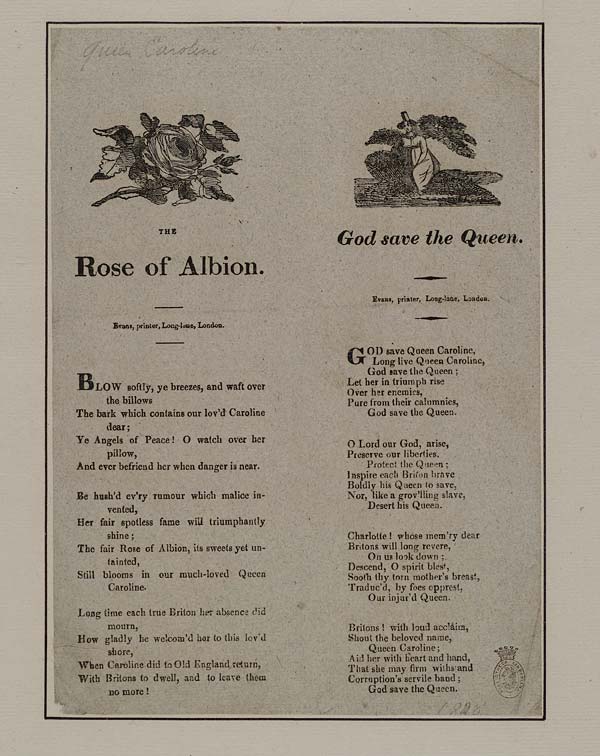 Queen Caroline
THE
Rose of Albion.
Evans, printer, Long-lane, London.
BLOW softly, ye breezes, and waft over
the billows
The bark which contains our lov'd Caroline
dear;
Ye Angels of Peace! O watch over her
pillow,
And ever befriend her when danger is near.
Be hush'd ev'ry rumour which malice in-
vented,
Her fair spotless fame will triumphantly
shine;
The fair Rose of Albion, its sweets yet un-
tainted,
Still blooms in our much-loved Queen
Caroline.
Long time each true Briton her absence did
mourn,
How gladly he welcom'd her to this lov'd
shore,
When Caroline did to Old England return,
With Britons to dwell, and to leave them
no more!
God save the Queen.
Evans, printer, Long-lane, London.
GOD save Queen Caroline,
Long live Queen Caroline,
God save the Queen;
Let her in triumph rise
Over her enemies,
Pure from their calumnies,
God save the Queen.
O Lord our God, arise,
Preserve our liberties.
Protect the Queen;
Inspire each Briton brave
Boldly his Queen to save,
Nor, like a grov'lling slave,
Desert his Queen.
Charlotte! whose mem'ry dear
Britons will long revere,
On us look down;
Descend, O spirit blest,
Sooth thy torn mother's breast,
Traduc'd, by foes opprest,
Our injur'd Queen.
Britons! with loud acclaim,
Shout the beloved name,
Queen Caroline;
Aid her with heart and hand,
That she may firm withstand
Corruption's servile band;
God save the Queen.